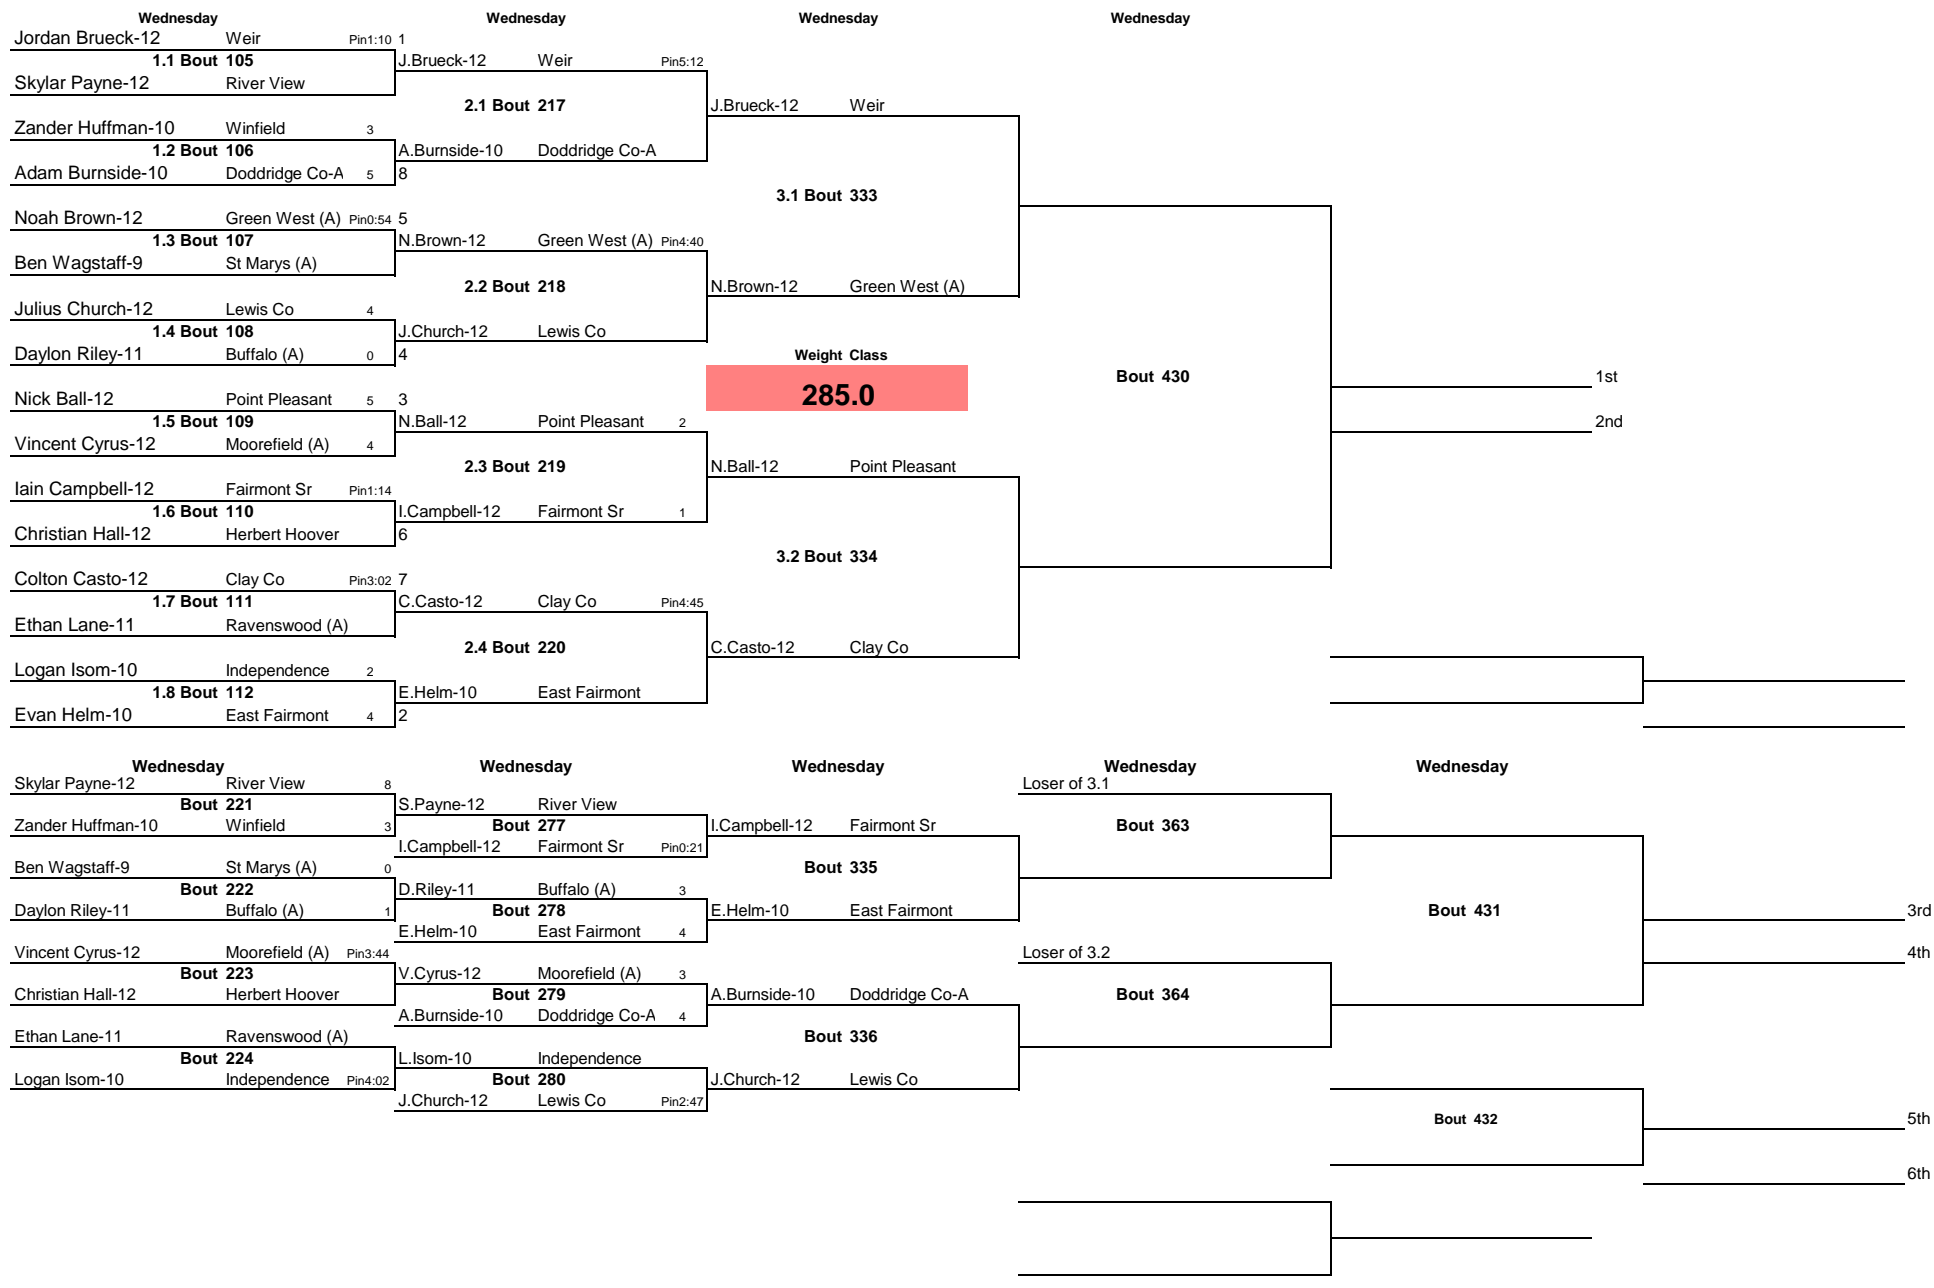 Wednesday Wednesday Wednesday Wednesday
Jordan Brueck-12 Weir Pin1:10 1
1.1 Bout 105 J.Brueck-12 Weir Pin5:12
Skylar Payne-12 River View
2.1 Bout 217 J.Brueck-12 Weir
Zander Huffman-10 Winfield 3
1.2 Bout 106 A.Burnside-10 Doddridge Co-A
Adam Burnside-10 Doddridge Co-A 5 8
3.1 Bout 333
Noah Brown-12 Green West (A) Pin0:54 5
1.3 Bout 107 N.Brown-12 Green West (A) Pin4:40
Ben Wagstaff-9 St Marys (A)
2.2 Bout 218 N.Brown-12 Green West (A)
Julius Church-12 Lewis Co 4
1.4 Bout 108 J.Church-12 Lewis Co
Daylon Riley-11 Buffalo (A) 0 4 Weight Class
Bout 430 1st
285.0
Nick Ball-12 Point Pleasant 5 3
1.5 Bout 109 N.Ball-12 Point Pleasant 2 2nd
Vincent Cyrus-12 Moorefield (A) 4
2.3 Bout 219 N.Ball-12 Point Pleasant
Iain Campbell-12 Fairmont Sr Pin1:14
1.6 Bout 110 I.Campbell-12 Fairmont Sr 1
Christian Hall-12 Herbert Hoover 6
3.2 Bout 334
Colton Casto-12 Clay Co Pin3:02 7
1.7 Bout 111 C.Casto-12 Clay Co Pin4:45
Ethan Lane-11 Ravenswood (A)
2.4 Bout 220 C.Casto-12 Clay Co
Logan Isom-10 Independence 2
1.8 Bout 112 E.Helm-10 East Fairmont
Evan Helm-10 East Fairmont 4 2
Wednesday Wednesday Wednesday Wednesday Wednesday
Skylar Payne-12 River View 8 Loser of 3.1
Bout 221 S.Payne-12 River View
Zander Huffman-10 Winfield 3 Bout 277 I.Campbell-12 Fairmont Sr Bout 363
I.Campbell-12 Fairmont Sr Pin0:21
Ben Wagstaff-9 St Marys (A) 0 Bout 335
Bout 222 D.Riley-11 Buffalo (A) 3
Daylon Riley-11 Buffalo (A) 1 Bout 278 E.Helm-10 East Fairmont Bout 431 3rd
E.Helm-10 East Fairmont 4
Vincent Cyrus-12 Moorefield (A) Pin3:44 Loser of 3.2 4th
Bout 223 V.Cyrus-12 Moorefield (A) 3
Christian Hall-12 Herbert Hoover Bout 279 A.Burnside-10 Doddridge Co-A Bout 364
A.Burnside-10 Doddridge Co-A 4
Ethan Lane-11 Ravenswood (A) Bout 336
Bout 224 L.Isom-10 Independence
Logan Isom-10 Independence Pin4:02 Bout 280 J.Church-12 Lewis Co
J.Church-12 Lewis Co Pin2:47
Bout 432 5th
6th